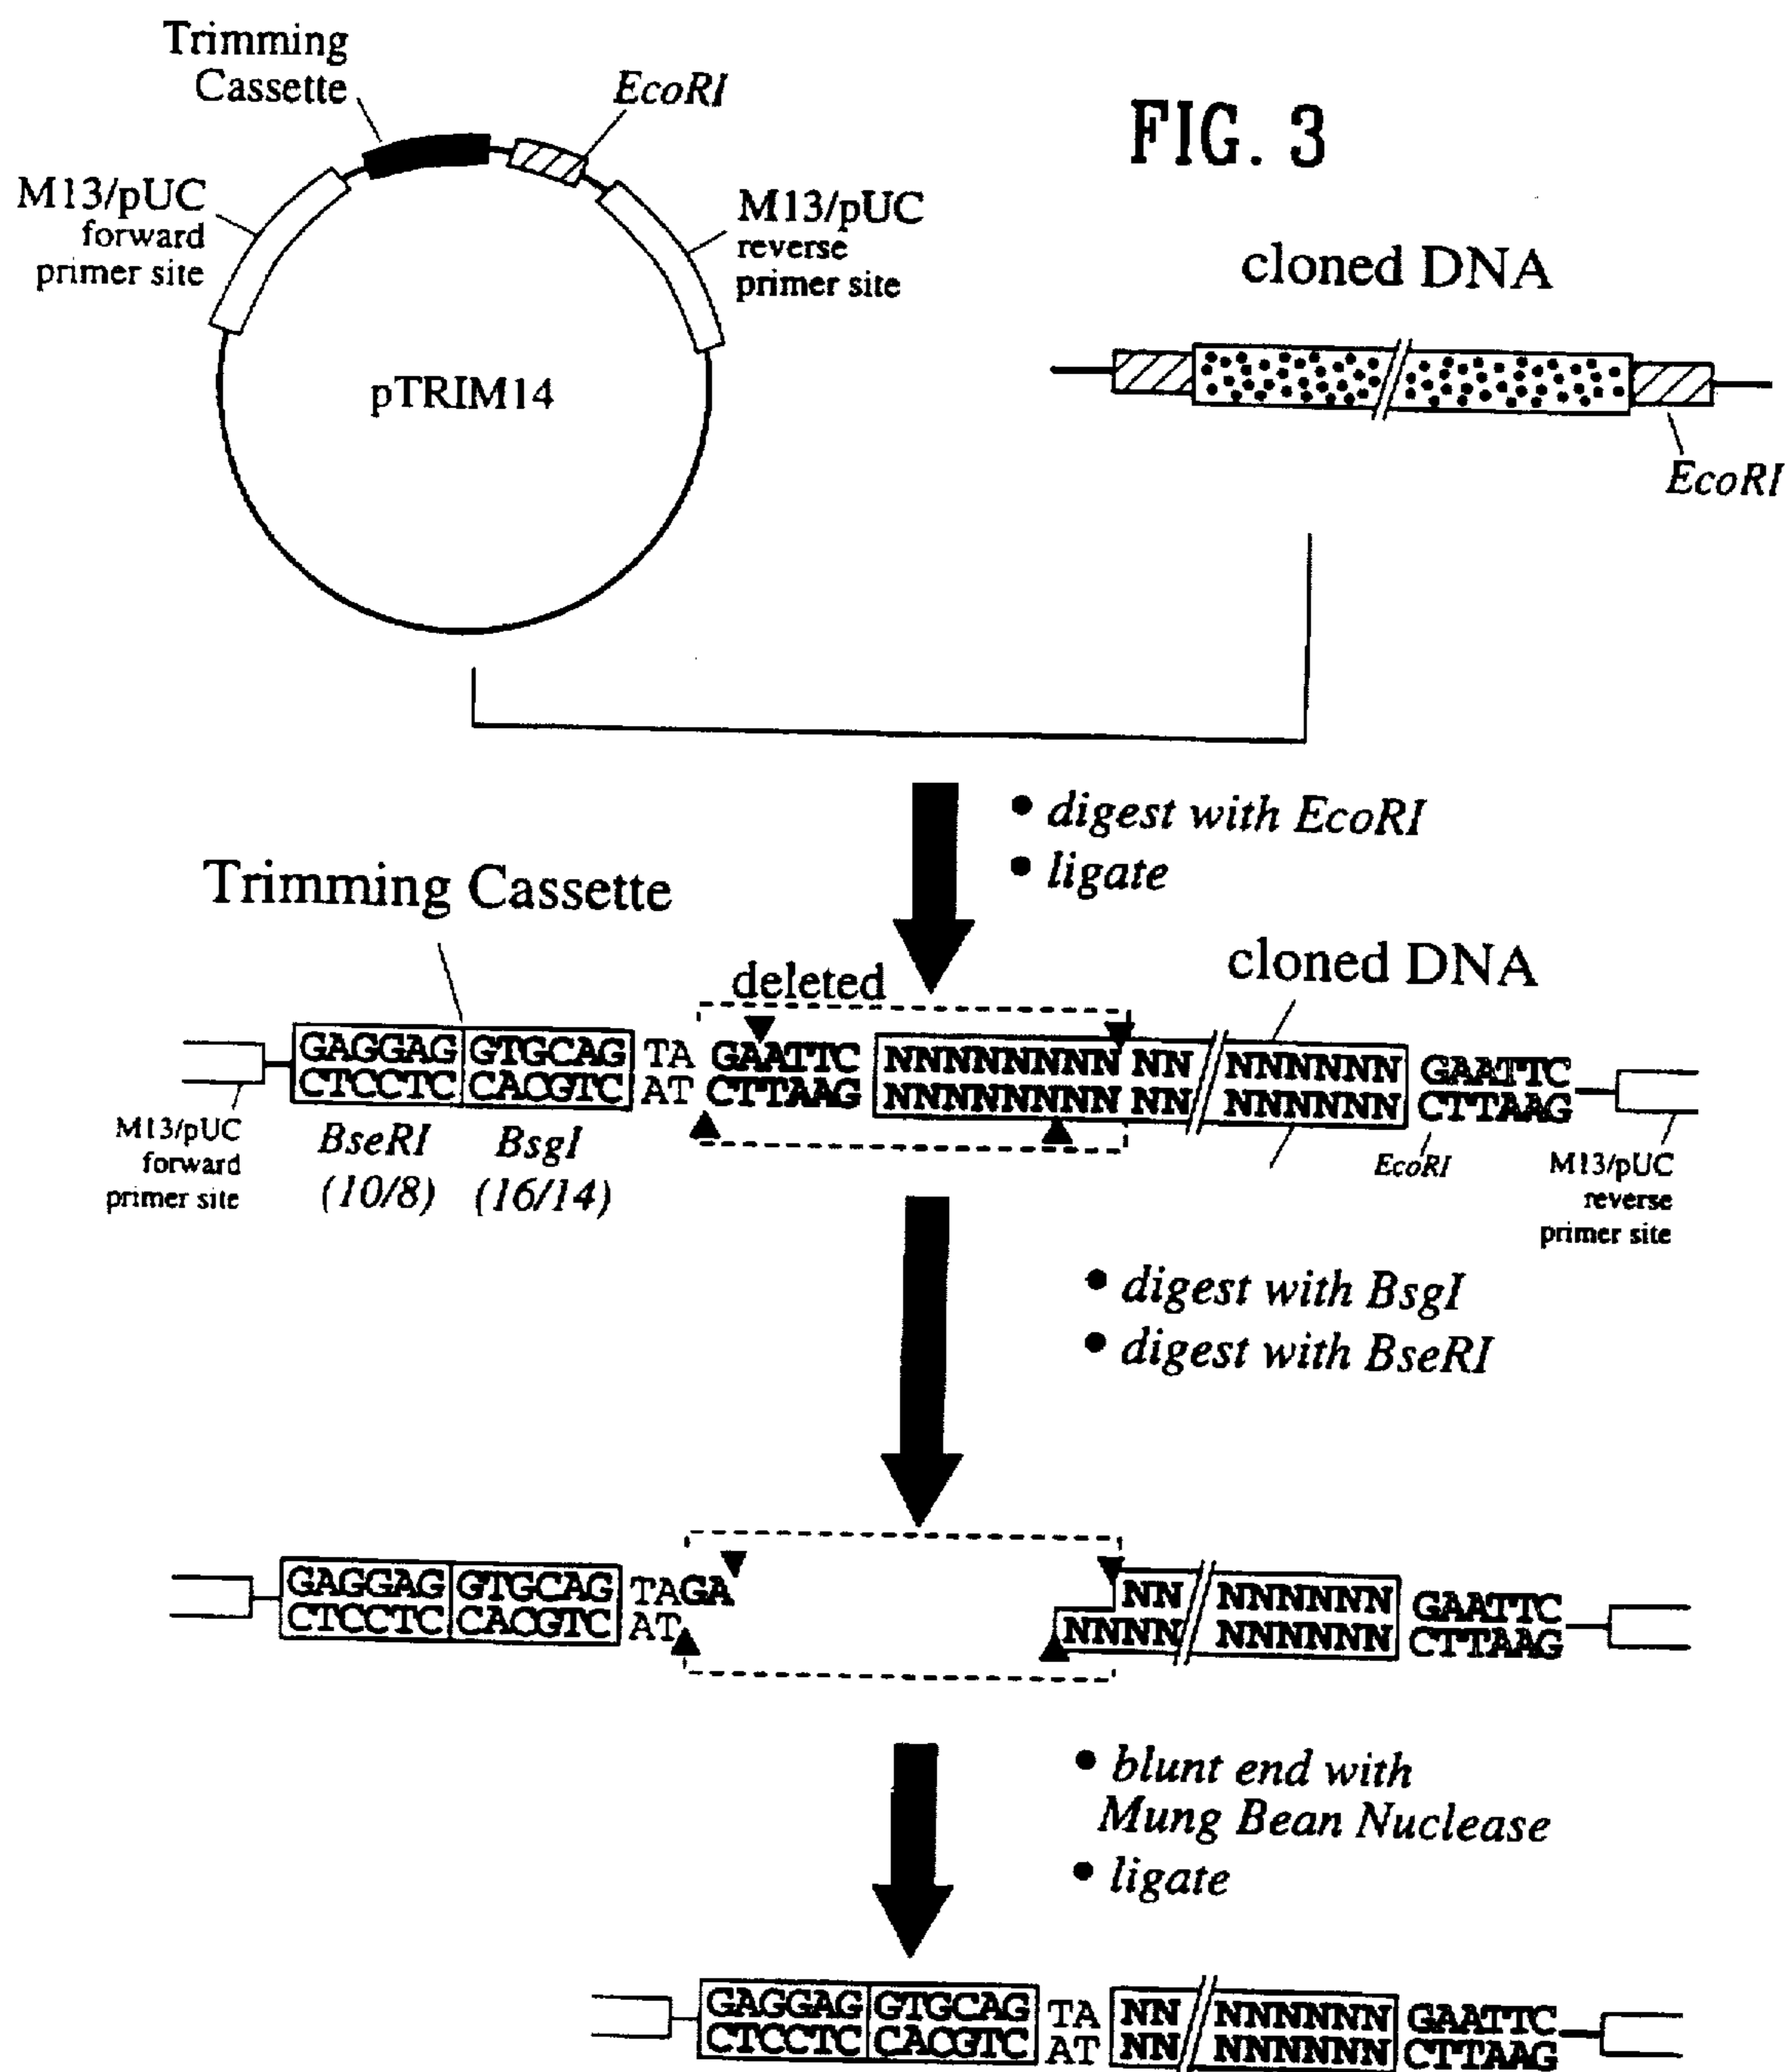 Trimming
Cassette
EcoRI
FIG. 3
M13/pUC
forward
primer site
M13/pUC
reverse
primer site
cloned DNA
pTRIM14
EcoRI
• digest with EcoRI
• ligate
Trimming Cassette
deleted
cloned DNA
GAGGAG GTGCAG TA GAATTC NNNNNNNN NN NNNNNN GAATTC
CTCCTC CACGTC AT CTTAAG NNNNNNNN NN NNNNNN CTTAAG
M13/pUC
forward
primer site
BseRI
(10/8)
BsgI
(16/14)
EcoRI
M13/pUC
reverse
primer site
• digest with BsgI
• digest with BseRI
GAGGAG GTGCAG TAGA NN NNNNNN GAATTC
CTCCTC CACGTC AT NNNN NNNNNN CTTAAG
• blunt end with
Mung Bean Nuclease
• ligate
GAGGAG GTGCAG TA NN NNNNNN GAATTC
CTCCTC CACGTC AT NN NNNNNN CTTAAG